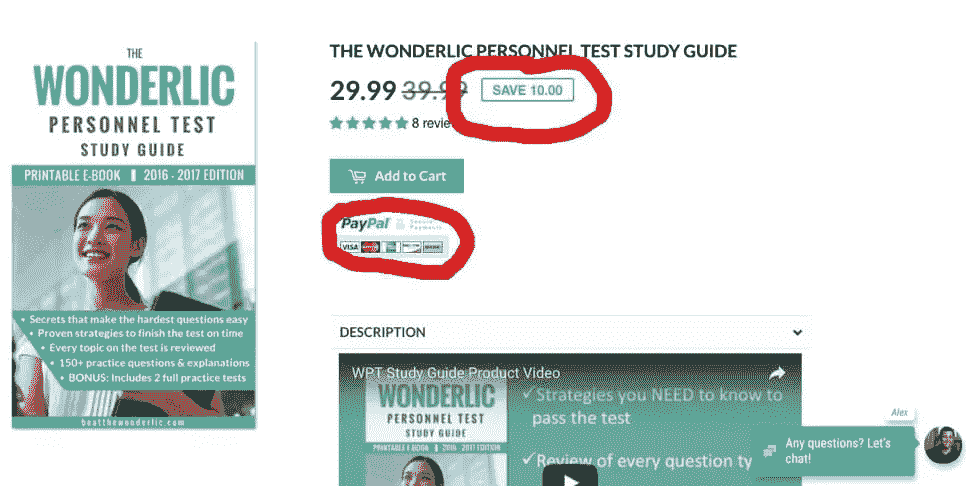 THE
WONDERLIC
PERSONNEL TEST
STUDY GUIDE
PRINTABLE E-BOOK 2016 - 2017 EDITION
• Secrets that make the hardest questions easy
• Proven strategies to finish the test on time
• Every topic on the test is reviewed
• 150+ practice questions & explanations
• BONUS: Includes 2 full practice tests
beatthewonderlic.com
THE WONDERLIC PERSONNEL TEST STUDY GUIDE
29.99 39.99 SAVE 10.00
8 revie
Add to Cart
PayPal Secure
Payments
VISA
DESCRIPTION
WPT Study Guide Product Video
WONDERLIC
PERSONNEL TEST
STUDY GUIDE
PRINTABLE E-BOOK 2016 - 2017 EDITION
✓Strategies you NEED to know to
pass the test
✓Review of every question ty
Alex
Any questions? Let's
chat!